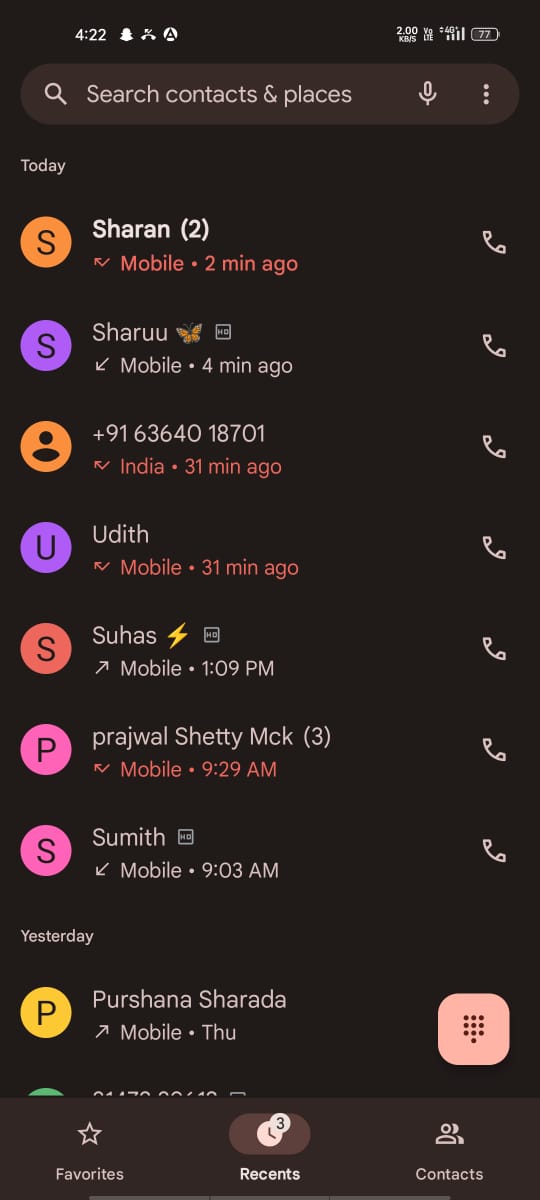 4:22
2.00 KB/S Vo LTE 4G+ 77
Search contacts & places
Today
S Sharan (2)
Mobile • 2 min ago
S Sharuu 🦋 HD
Mobile • 4 min ago
+91 63640 18701
India • 31 min ago
U Udith
Mobile • 31 min ago
S Suhas ⚡ HD
Mobile • 1:09 PM
P prajwal Shetty Mck (3)
Mobile • 9:29 AM
S Sumith HD
Mobile • 9:03 AM
Yesterday
P Purshana Sharada
Mobile • Thu
3
Favorites Recents Contacts